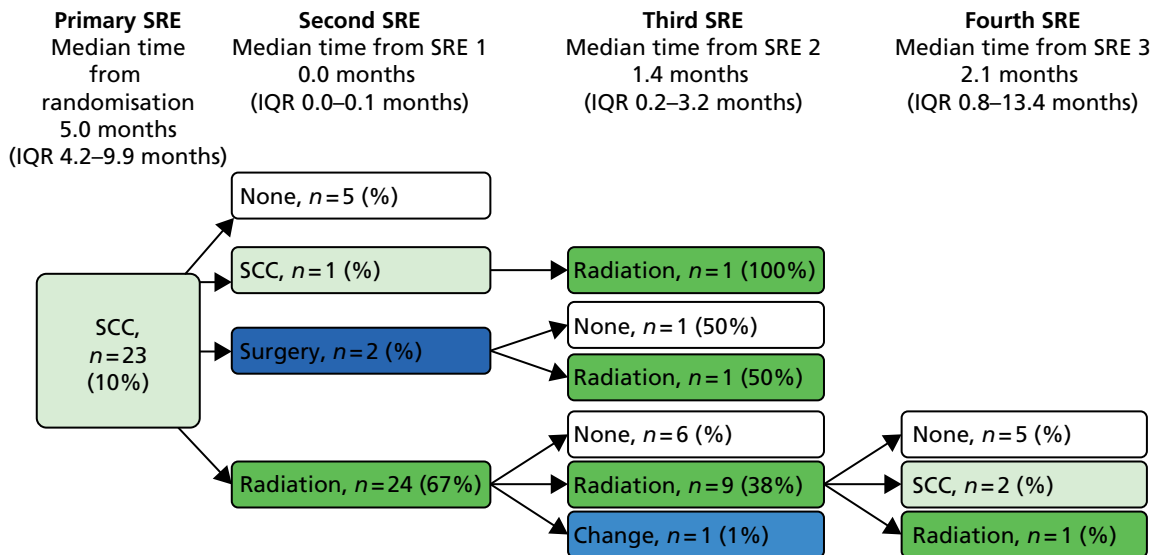 Primary SRE
Median time
from
randomisation
5.0 months
(IQR 4.2–9.9 months)
Second SRE
Median time from SRE 1
0.0 months
(IQR 0.0–0.1 months)
Third SRE
Median time from SRE 2
1.4 months
(IQR 0.2–3.2 months)
Fourth SRE
Median time from SRE 3
2.1 months
(IQR 0.8–13.4 months)
SCC,
n=23
(10%)
None, n=5 (%)
SCC, n=1 (%)
Surgery, n=2 (%)
Radiation, n=24 (67%)
Radiation, n=1 (100%)
None, n=1 (50%)
Radiation, n=1 (50%)
None, n=6 (%)
Radiation, n=9 (38%)
Change, n=1 (1%)
None, n=5 (%)
SCC, n=2 (%)
Radiation, n=1 (%)